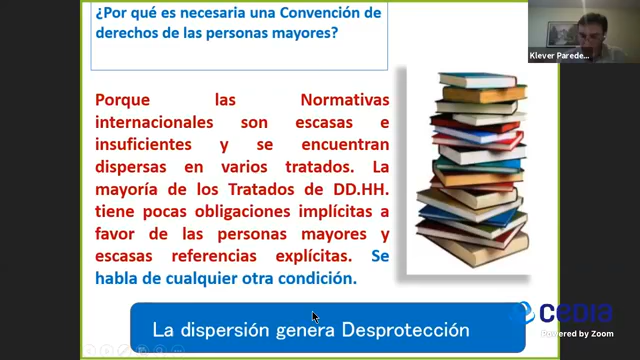 ¿Por qué es necesaria una Convención de
derechos de las personas mayores?
Klever Parede...
Porque las Normativas
internacionales son escasas e
insuficientes y se encuentran
dispersas en varios tratados. La
mayoría de los Tratados de DD.HH.
tiene pocas obligaciones implícitas a
favor de las personas mayores y
escasas referencias explícitas. Se
habla de cualquier otra condición.
La dispersión genera Desprotección
cedia
Powered by Zoom